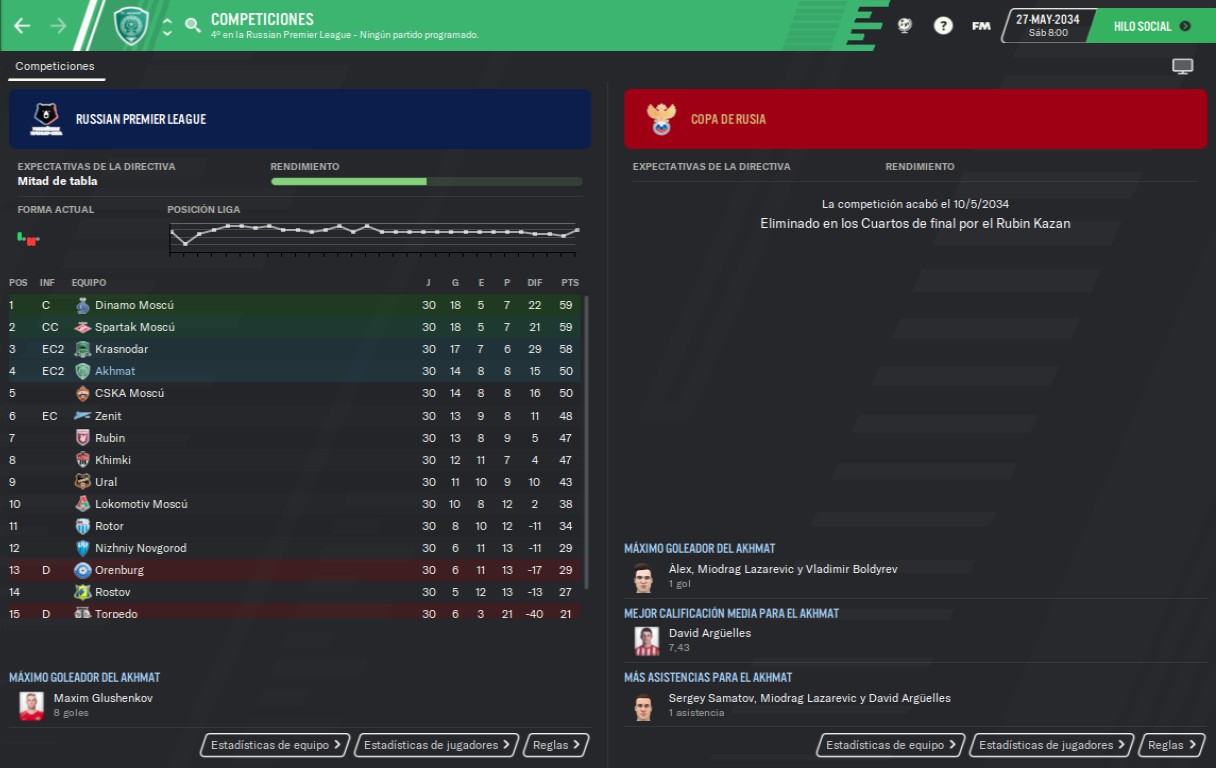 COMPETICIONES
4º en la Russian Premier League - Ningún partido programado.
?
FM
27-MAY-2034
Sáb 8:00
HILO SOCIAL
Competiciones
RUSSIAN PREMIER LEAGUE
EXPECTATIVAS DE LA DIRECTIVA RENDIMIENTO
Mitad de tabla
FORMA ACTUAL POSICIÓN LIGA
POS INF EQUIPO J G E P DIF PTS
1 C Dinamo Moscú 30 18 5 7 22 59
2 CC Spartak Moscú 30 18 5 7 21 59
3 EC2 Krasnodar 30 17 7 6 29 58
4 EC2 Akhmat 30 14 8 8 15 50
5 CSKA Moscú 30 14 8 8 16 50
6 EC Zenit 30 13 9 8 11 48
7 Rubin 30 13 8 9 5 47
8 Khimki 30 12 11 7 4 47
9 Ural 30 11 10 9 10 43
10 Lokomotiv Moscú 30 10 8 12 2 38
11 Rotor 30 8 10 12 -11 34
12 Nizhniy Novgorod 30 6 11 13 -11 29
13 D Orenburg 30 6 11 13 -17 29
14 Rostov 30 5 12 13 -13 27
15 D Torpedo 30 6 3 21 -40 21
MÁXIMO GOLEADOR DEL AKHMAT
Maxim Glushenkov
8 goles
Estadísticas de equipo Estadísticas de jugadores Reglas
COPA DE RUSIA
EXPECTATIVAS DE LA DIRECTIVA RENDIMIENTO
La competición acabó el 10/5/2034
Eliminado en los Cuartos de final por el Rubin Kazan
MÁXIMO GOLEADOR DEL AKHMAT
Àlex, Miodrag Lazarevic y Vladimir Boldyrev
1 gol
MEJOR CALIFICACIÓN MEDIA PARA EL AKHMAT
David Argüelles
7,43
MÁS ASISTENCIAS PARA EL AKHMAT
Sergey Samatov, Miodrag Lazarevic y David Argüelles
1 asistencia
Estadísticas de equipo Estadísticas de jugadores Reglas